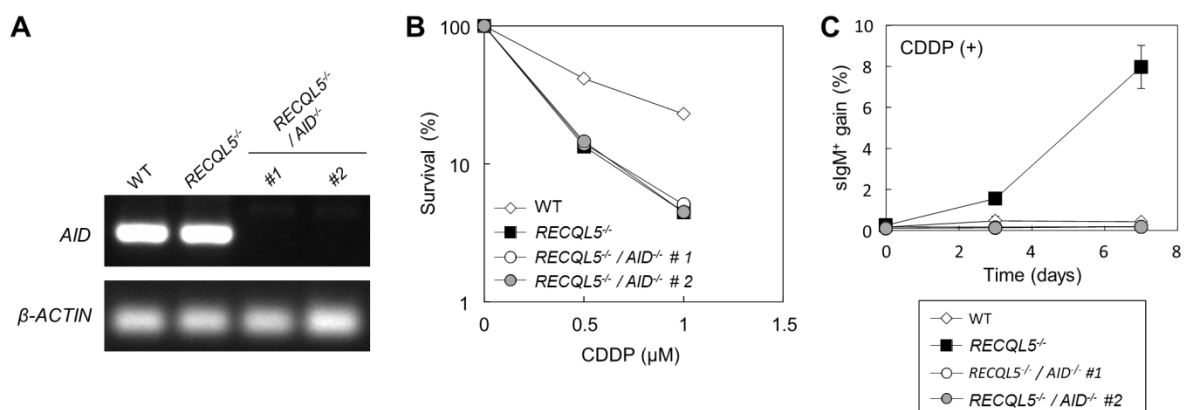 A
WT
RECQL5-/-
RECQL5-/-
/ AID-/-
#1
#2
AID
β-ACTIN
B
100
10
1
Survival (%)
WT
RECQL5-/-
RECQL5-/- / AID-/- # 1
RECQL5-/- / AID-/- # 2
0
0.5
1
1.5
CDDP (μM)
C
CDDP (+)
10
8
6
4
2
0
sIgM+ gain (%)
0
2
4
6
8
Time (days)
WT
RECQL5-/-
RECQL5-/- / AID-/- #1
RECQL5-/- / AID-/- #2